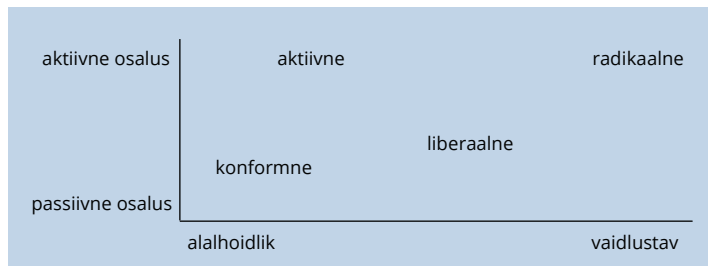 aktiivne osalus aktiivne radikaalne
liberaalne
konformne
passiivne osalus
alalhoidlik vaidlustav